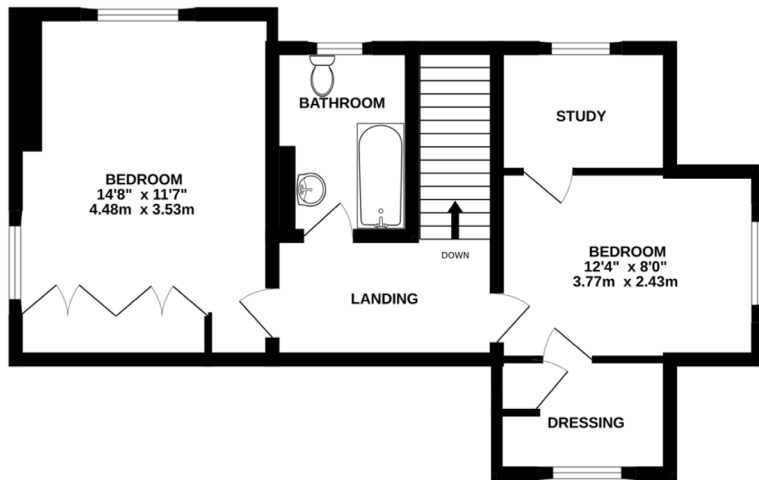 BATHROOM
STUDY
BEDROOM
14'8" x 11'7"
4.48m x 3.53m
DOWN
BEDROOM
12'4" x 8'0"
3.77m x 2.43m
LANDING
DRESSING